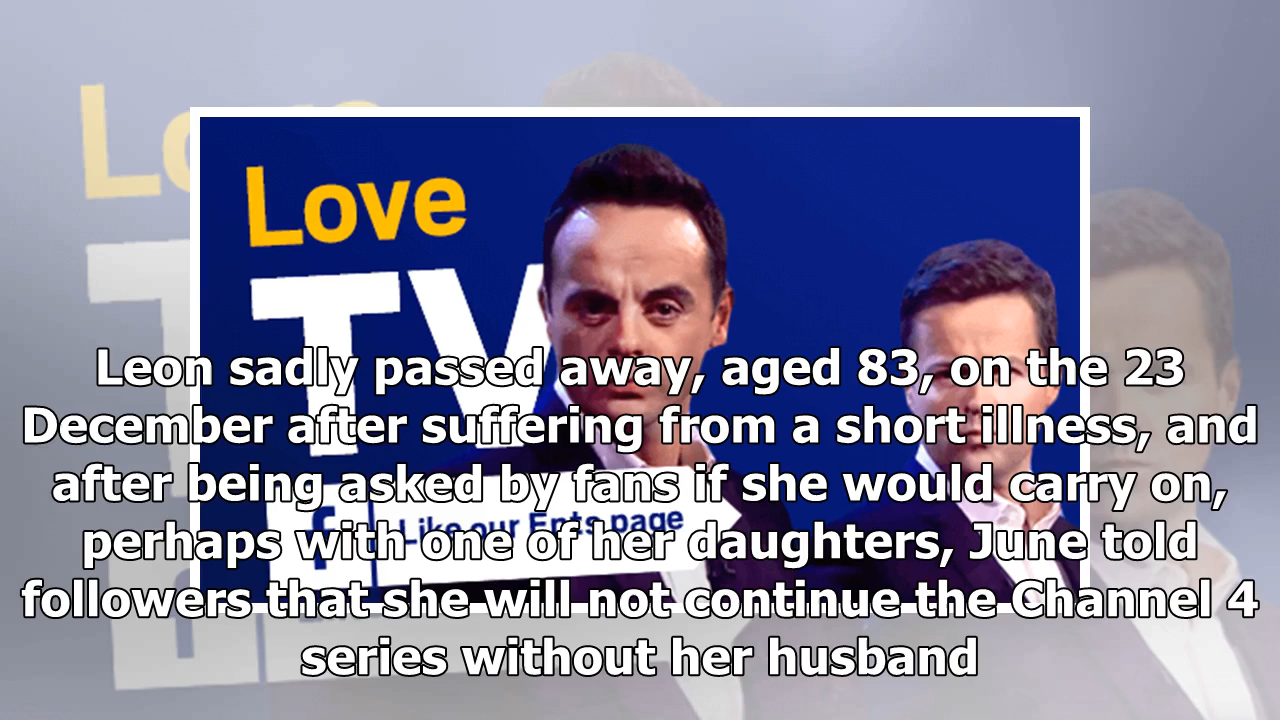 Love
TV
Like our Ents page
Leon sadly passed away, aged 83, on the 23
December after suffering from a short illness, and
after being asked by fans if she would carry on,
perhaps with one of her daughters, June told
followers that she will not continue the Channel 4
series without her husband